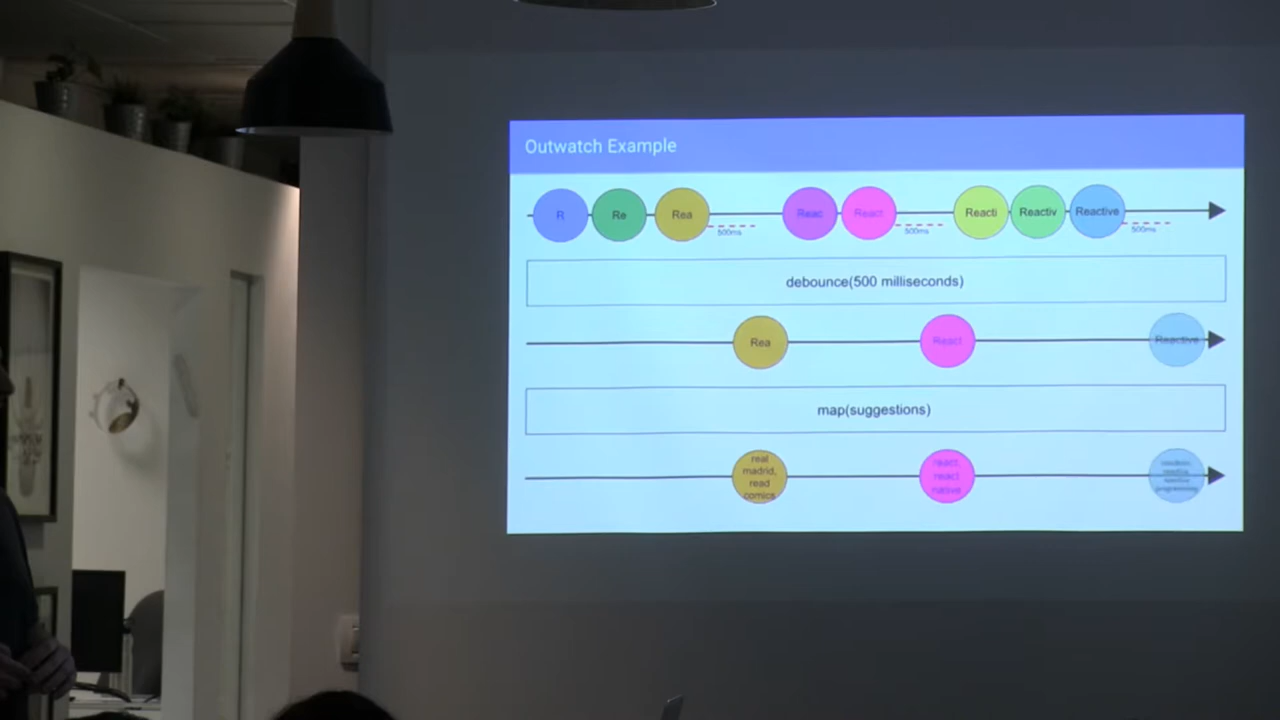 Outwatch Example
R Re Rea Reac React Reacti Reactiv Reactive
500ms 500ms 500ms
debounce(500 milliseconds)
Rea React Reactive
map(suggestions)
real
madrid,
read
comics
react,
react
native